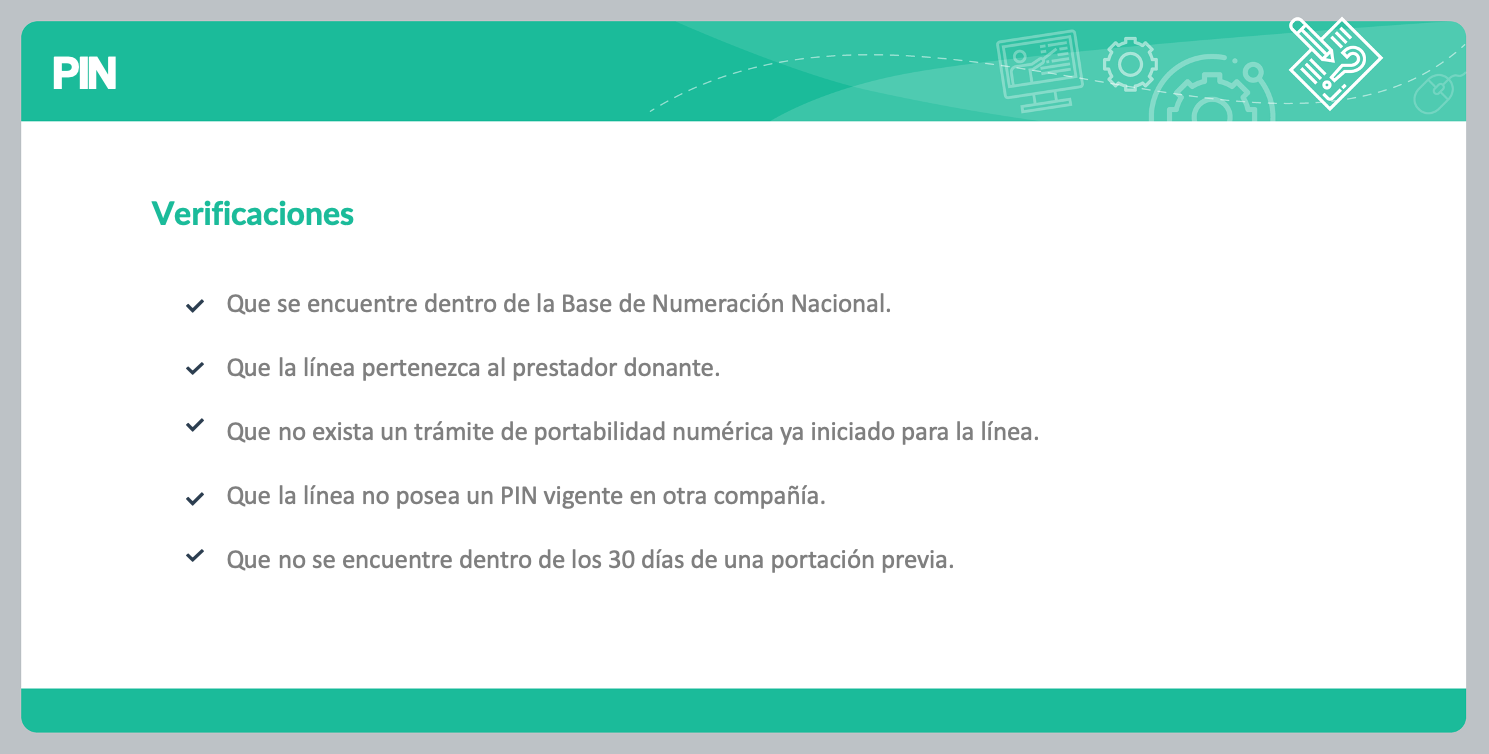 PIN
Verificaciones
Que se encuentre dentro de la Base de Numeración Nacional.
Que la línea pertenezca al prestador donante.
Que no exista un trámite de portabilidad numérica ya iniciado para la línea.
Que la línea no posea un PIN vigente en otra compañía.
Que no se encuentre dentro de los 30 días de una portación previa.